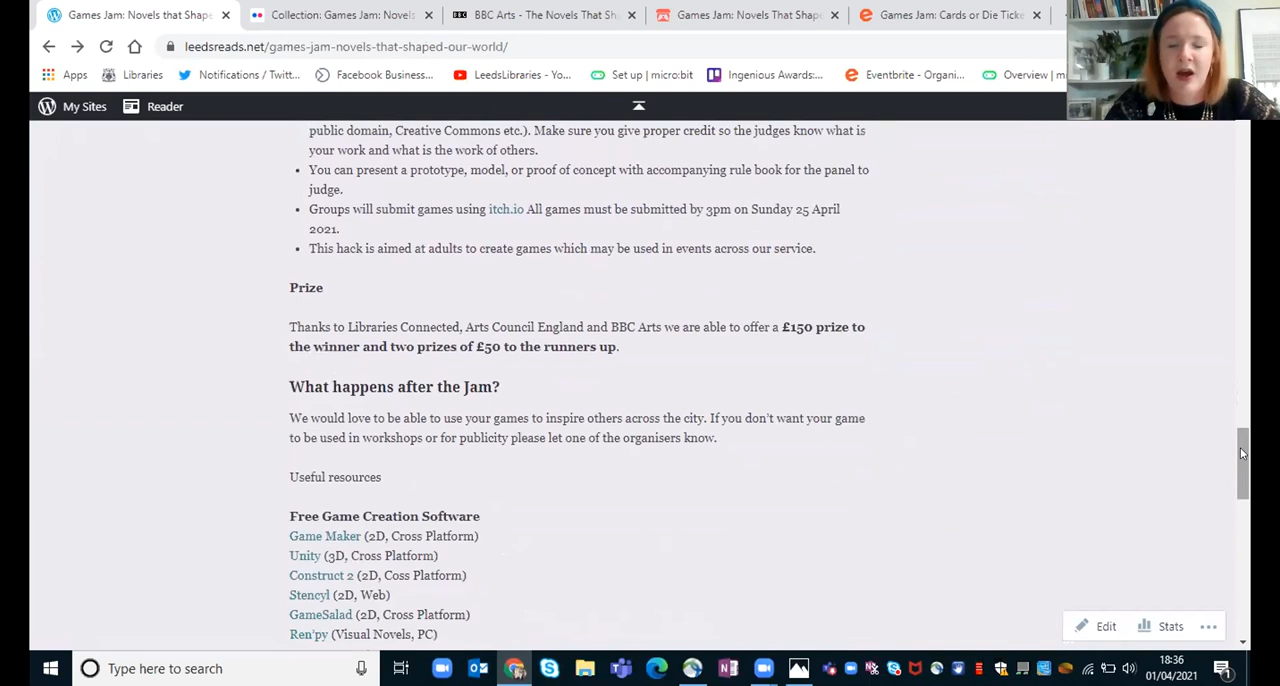 Games Jam: Novels that Shape
Collection: Games Jam: Novels
BBC Arts - The Novels That Sh
Games Jam: Novels That Shape
Games Jam: Cards or Die Ticke
leedsreads.net/games-jam-novels-that-shaped-our-world/
Apps
Libraries
Notifications / Twitt...
Facebook Business...
LeedsLibraries - Yo...
Set up | micro:bit
Ingenious Awards:...
Eventbrite - Organi...
Overview | m
My Sites
Reader
public domain, Creative Commons etc.). Make sure you give proper credit so the judges know what is
your work and what is the work of others.
• You can present a prototype, model, or proof of concept with accompanying rule book for the panel to
judge.
• Groups will submit games using itch.io All games must be submitted by 3pm on Sunday 25 April
2021.
• This hack is aimed at adults to create games which may be used in events across our service.
Prize
Thanks to Libraries Connected, Arts Council England and BBC Arts we are able to offer a £150 prize to
the winner and two prizes of £50 to the runners up.
What happens after the Jam?
We would love to be able to use your games to inspire others across the city. If you don't want your game
to be used in workshops or for publicity please let one of the organisers know.
Useful resources
Free Game Creation Software
Game Maker (2D, Cross Platform)
Unity (3D, Cross Platform)
Construct 2 (2D, Coss Platform)
Stencyl (2D, Web)
GameSalad (2D, Cross Platform)
Ren'py (Visual Novels, PC)
Edit
Stats
Type here to search
18:36
01/04/2021